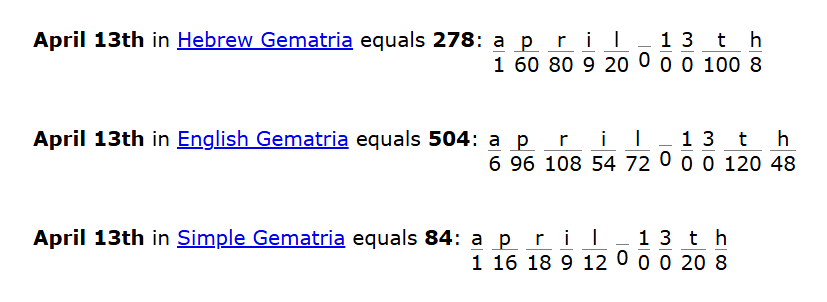 April 13th in Hebrew Gematria equals 278: a p r i l _ 1 3 t h
1 60 80 9 20 0 0 0 100 8
April 13th in English Gematria equals 504: a p r i l _ 1 3 t h
6 96 108 54 72 0 0 0 120 48
April 13th in Simple Gematria equals 84: a p r i l _ 1 3 t h
1 16 18 9 12 0 0 0 20 8